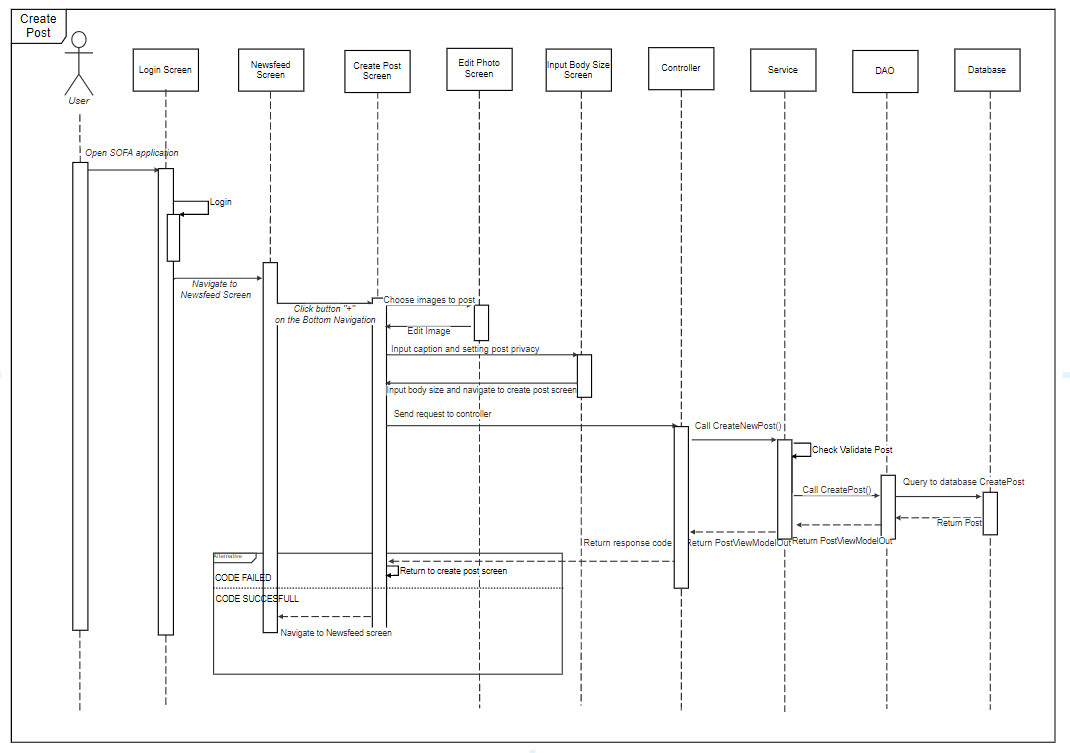 Create
Post
User
Login Screen
Newsfeed
Screen
Create Post
Screen
Edit Photo
Screen
Input Body Size
Screen
Controller
Service
DAO
Database
Open SOFA application
Login
Navigate to
Newsfeed Screen
Click button "+"
on the Bottom Navigation
Choose images to post
Edit Image
Input caption and setting post privacy
Input body size and navigate to create post screen
Send request to controller
Call CreateNewPost()
Check Validate Post
Call CreatePost()
Query to database CreatePost
Return Post
Return PostViewModelOut
Return PostViewModelOut
Return response code
Alternative
CODE FAILED
Return to create post screen
CODE SUCCESFULL
Navigate to Newsfeed screen